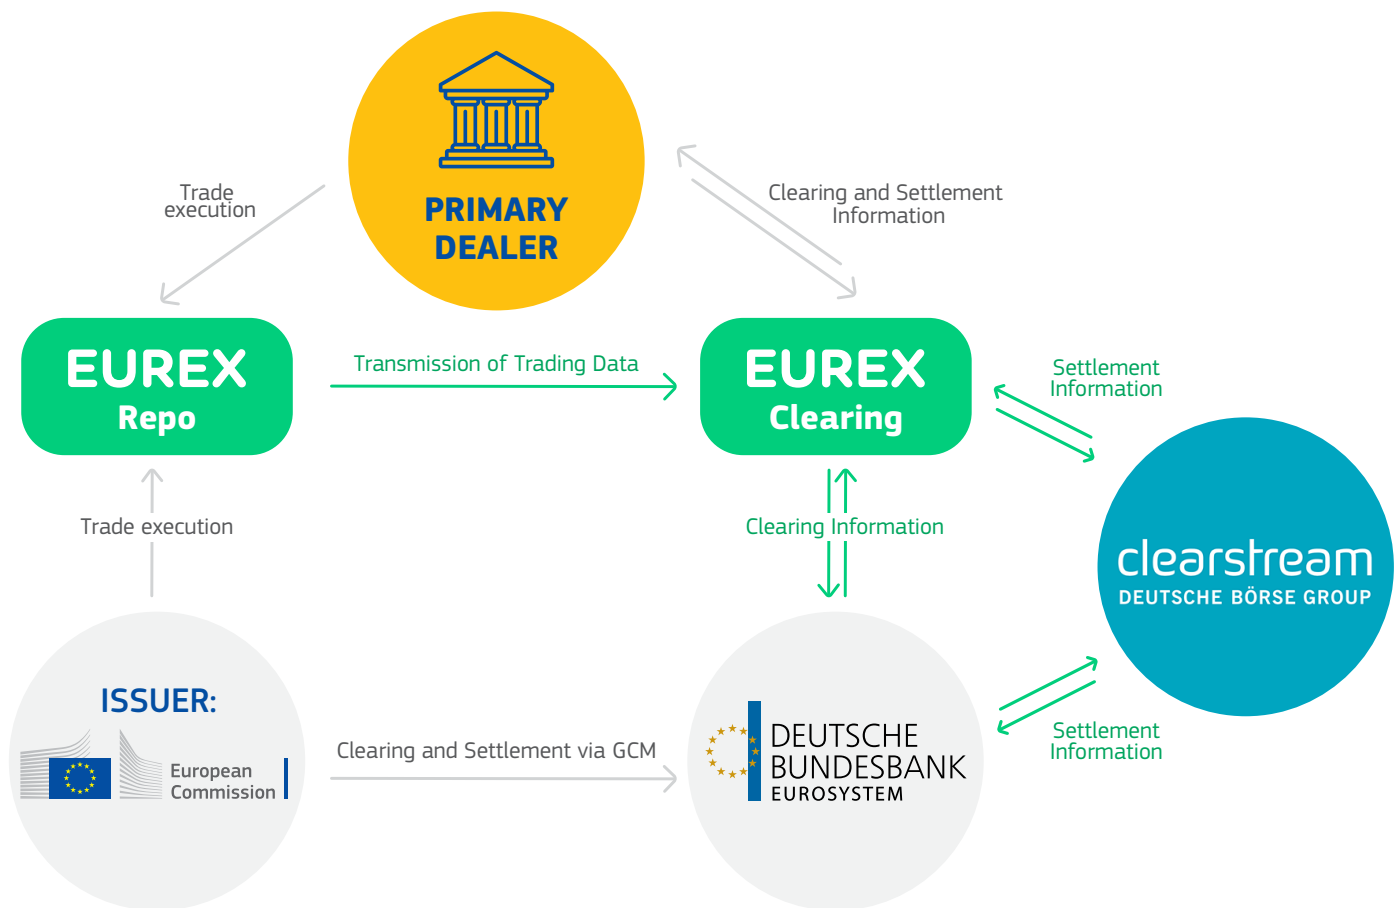 PRIMARY
DEALER
Trade
execution
Clearing and Settlement
Information
EUREX
Repo
Transmission of Trading Data
EUREX
Clearing
Settlement
Information
Trade execution
Clearing Information
clearstream
DEUTSCHE BÖRSE GROUP
ISSUER:
European
Commission
Clearing and Settlement via GCM
DEUTSCHE
BUNDESBANK
EUROSYSTEM
Settlement
Information